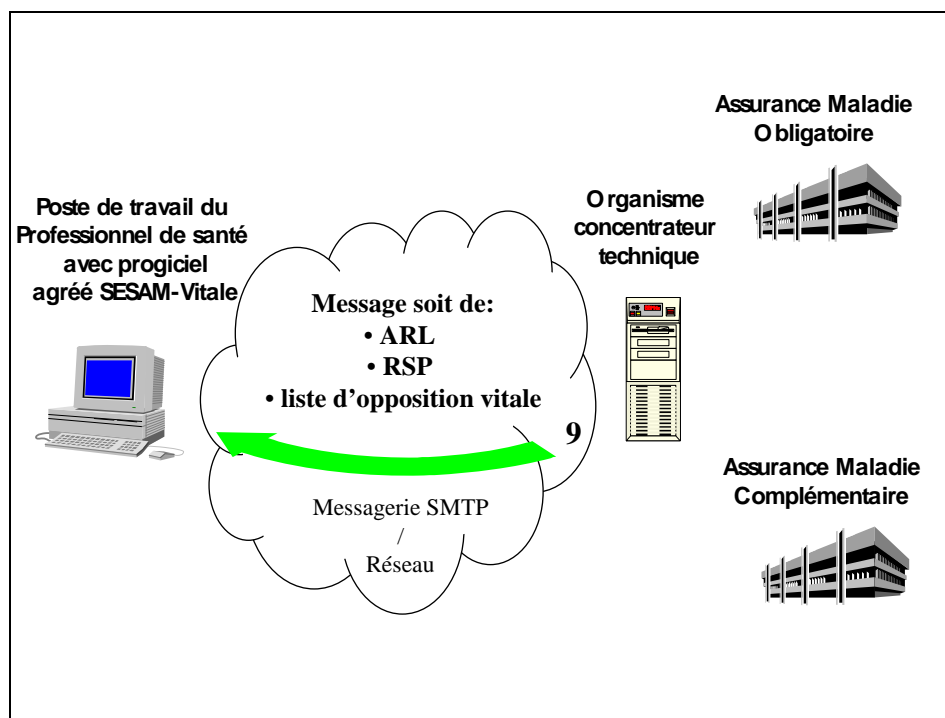 Assurance Maladie
Obligatoire
Poste de travail du
Professionnel de santé
avec progiciel
agréé SESAM-Vitale
Organisme
concentrateur
technique
Message soit de:
• ARL
• RSP
• liste d'opposition vitale
9
Messagerie SMTP
/
Réseau
Assurance Maladie
Complémentaire